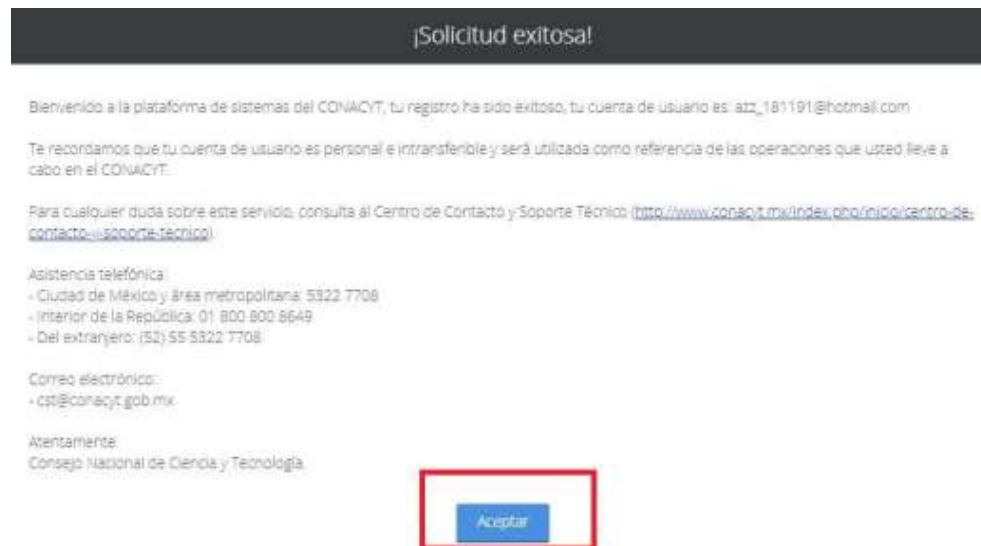 ¡Solicitud exitosa!
Bienvenido a la plataforma de sistemas del CONACYT, tu registro ha sido exitoso, tu cuenta de usuario es: azz_181191@hotmail.com
Te recordamos que tu cuenta de usuario es personal e intransferible y será utilizada como referencia de las operaciones que usted lleve a
cabo en el CONACYT.
Para cualquier duda sobre este servicio, consulta al Centro de Contacto y Soporte Técnico (http://www.conacyt.mx/index.php/inicio/centro-de-
contacto-y-soporte-tecnico).
Asistencia telefónica:
- Ciudad de México y área metropolitana: 5322 7708
- Interior de la República: 01 800 800 8649
- Del extranjero: (52) 55 5322 7708
Correo electrónico:
- cst@conacyt.gob.mx
Atentamente:
Consejo Nacional de Ciencia y Tecnología.
Aceptar